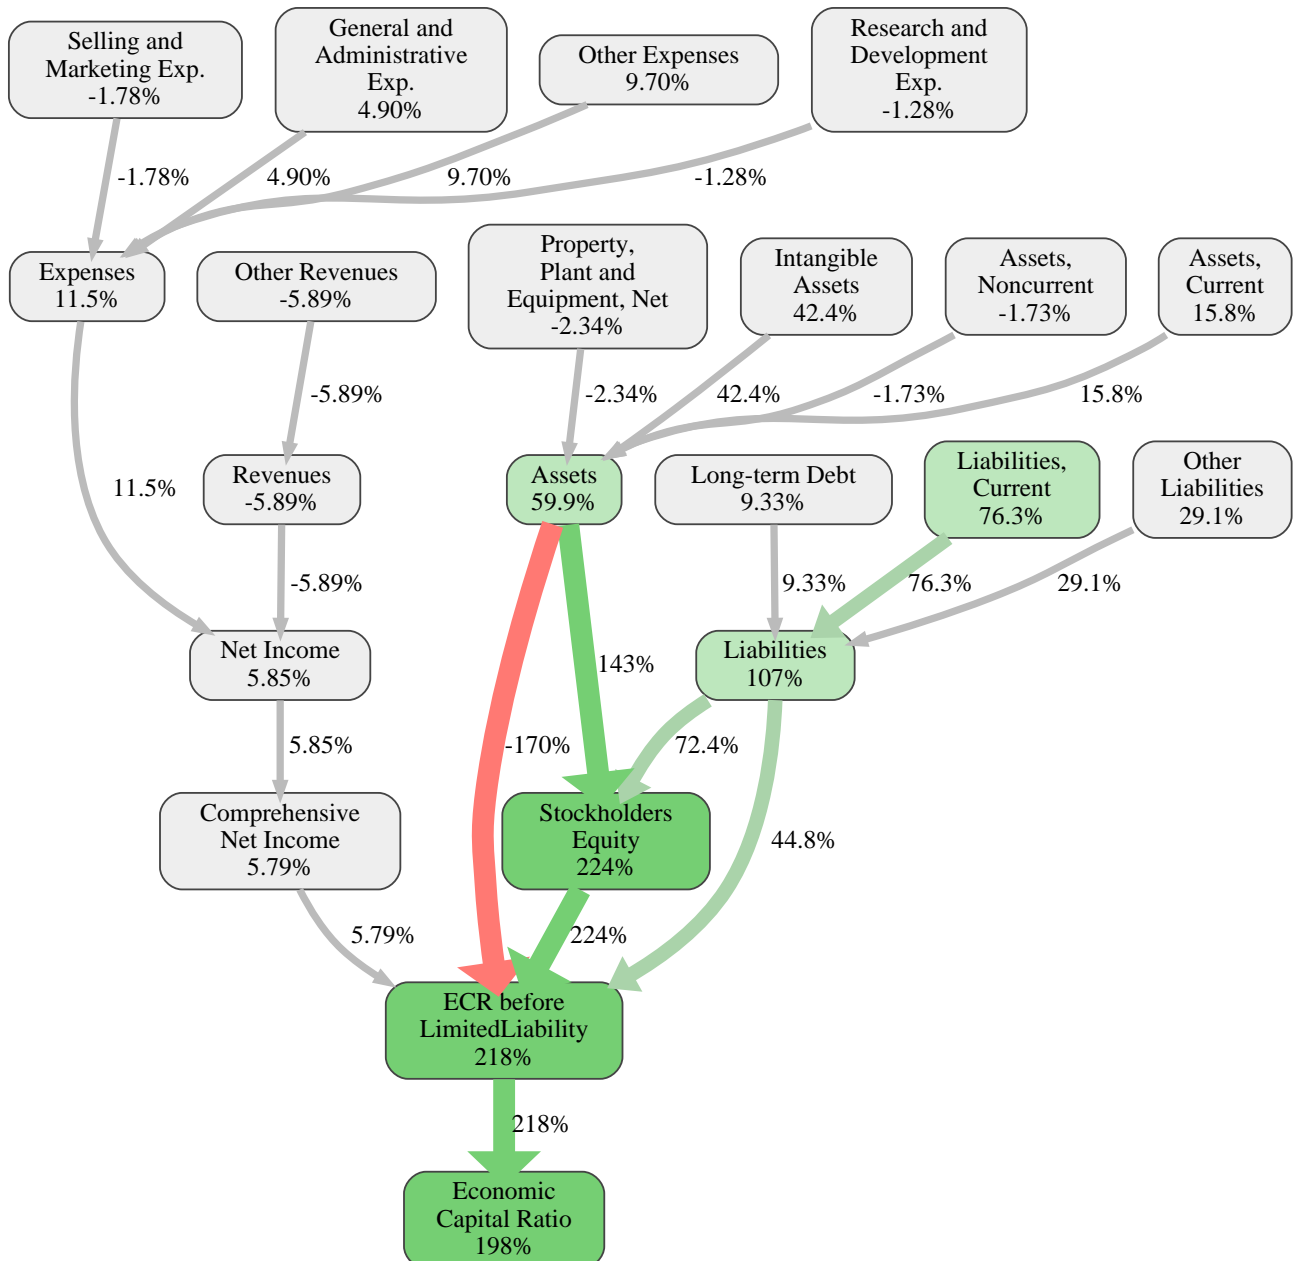 Selling and
Marketing Exp.
-1.78%
General and
Administrative
Exp.
4.90%
Other Expenses
9.70%
Research and
Development
Exp.
-1.28%
-1.78%
4.90%
9.70%
-1.28%
Expenses
11.5%
Other Revenues
-5.89%
Property,
Plant and
Equipment, Net
-2.34%
Intangible
Assets
42.4%
Assets,
Noncurrent
-1.73%
Assets,
Current
15.8%
-5.89%
-2.34%
42.4%
-1.73%
15.8%
11.5%
Revenues
-5.89%
Assets
59.9%
Long-term Debt
9.33%
Liabilities,
Current
76.3%
Other
Liabilities
29.1%
-5.89%
9.33%
76.3%
29.1%
Net Income
5.85%
143%
Liabilities
107%
5.85%
-170%
72.4%
Comprehensive
Net Income
5.79%
Stockholders
Equity
224%
44.8%
5.79%
224%
ECR before
LimitedLiability
218%
218%
Economic
Capital Ratio
198%